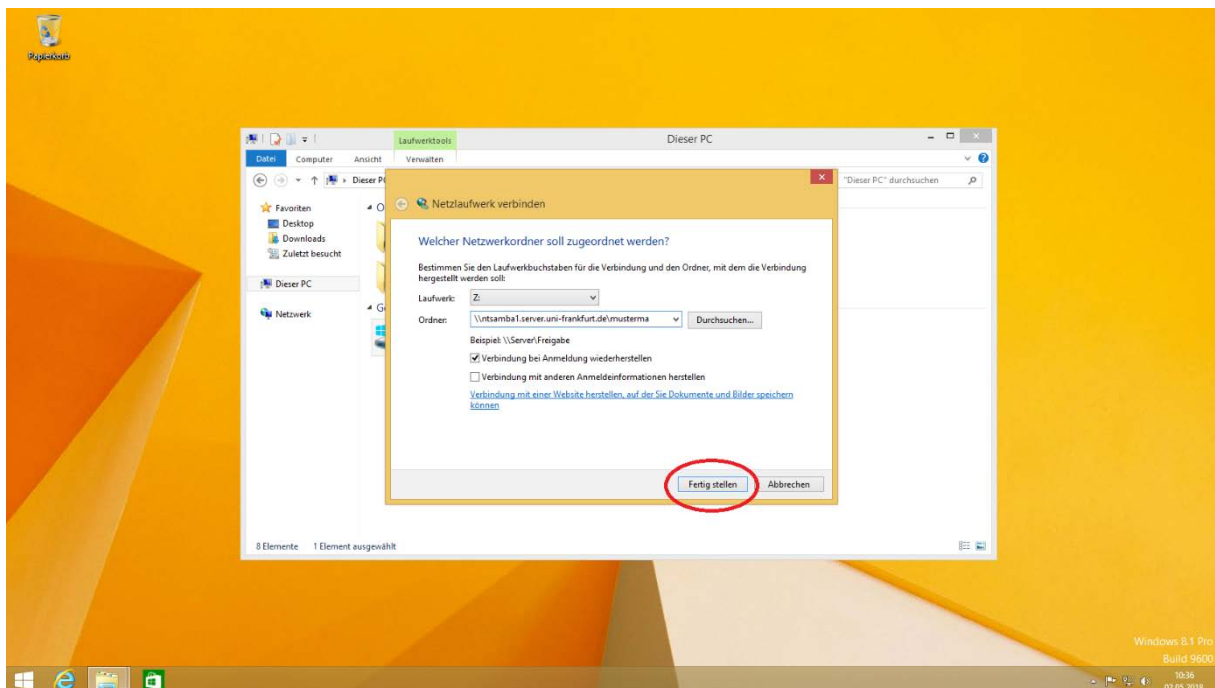 Papierkorb
Laufwerktools
Dieser PC
Datei Computer Ansicht Verwalten
Dieser PC
"Dieser PC" durchsuchen
Netzlaufwerk verbinden
Favoriten
Desktop
Downloads
Zuletzt besucht
Dieser PC
Netzwerk
Welcher Netzwerkordner soll zugeordnet werden?
Bestimmen Sie den Laufwerkbuchstaben für die Verbindung und den Ordner, mit dem die Verbindung
hergestellt werden soll:
Laufwerk: Z:
Ordner: \\ntsamba1.server.uni-frankfurt.de\musterma Durchsuchen...
Beispiel: \\Server\Freigabe
Verbindung bei Anmeldung wiederherstellen
Verbindung mit anderen Anmeldeinformationen herstellen
Verbindung mit einer Website herstellen, auf der Sie Dokumente und Bilder speichern
können
Fertig stellen Abbrechen
8 Elemente 1 Element ausgewählt
Windows 8.1 Pro
Build 9600
10:36
02.05.2018